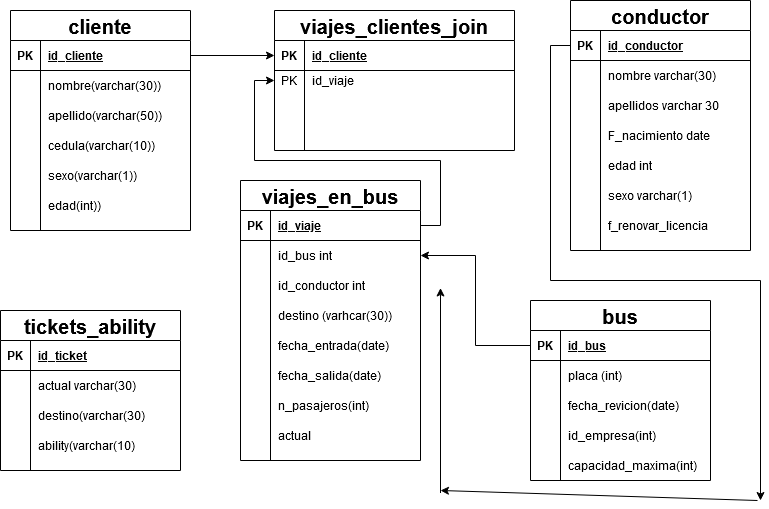 cliente
PK id_cliente
nombre(varchar(30))
apellido(varchar(50))
cedula(varchar(10))
sexo(varchar(1))
edad(int))
viajes_clientes_join
PK id_cliente
PK id_viaje
conductor
PK id_conductor
nombre varchar(30)
apellidos varchar 30
F_nacimiento date
edad int
sexo varchar(1)
f_renovar_licencia
viajes_en_bus
PK id_viaje
id_bus int
id_conductor int
destino (varhcar(30))
fecha_entrada(date)
fecha_salida(date)
n_pasajeros(int)
actual
tickets_ability
PK id_ticket
actual varchar(30)
destino(varchar(30)
ability(varchar(10)
bus
PK id_bus
placa (int)
fecha_revicion(date)
id_empresa(int)
capacidad_maxima(int)